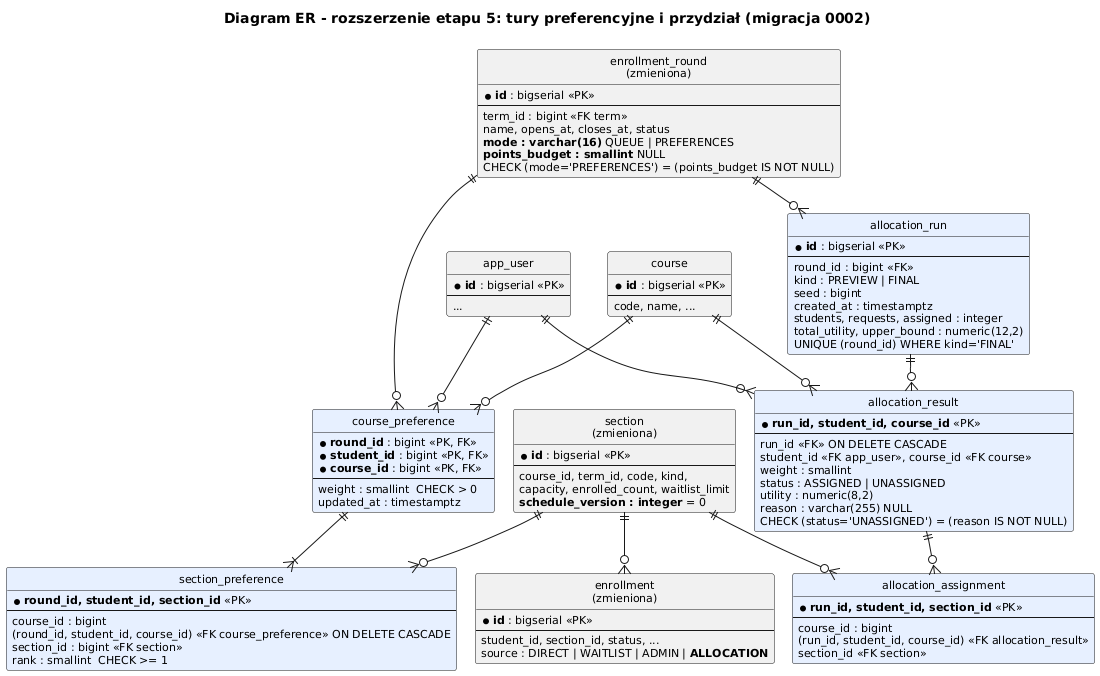 Diagram ER - rozszerzenie etapu 5: tury preferencyjne i przydział (migracja 0002)
enrollment_round
(zmieniona)
id : bigserial «PK»
term_id : bigint «FK term»
name, opens_at, closes_at, status
mode : varchar(16) QUEUE | PREFERENCES
points_budget : smallint NULL
CHECK (mode='PREFERENCES') = (points_budget IS NOT NULL)
allocation_run
id : bigserial «PK»
round_id : bigint «FK»
kind : PREVIEW | FINAL
seed : bigint
created_at : timestamptz
students, requests, assigned : integer
total_utility, upper_bound : numeric(12,2)
UNIQUE (round_id) WHERE kind='FINAL'
app_user
id : bigserial «PK»
...
course
id : bigserial «PK»
code, name, ...
course_preference
round_id : bigint «PK, FK»
student_id : bigint «PK, FK»
course_id : bigint «PK, FK»
weight : smallint  CHECK > 0
updated_at : timestamptz
section
(zmieniona)
id : bigserial «PK»
course_id, term_id, code, kind,
capacity, enrolled_count, waitlist_limit
schedule_version : integer = 0
allocation_result
run_id, student_id, course_id «PK»
run_id «FK» ON DELETE CASCADE
student_id «FK app_user», course_id «FK course»
weight : smallint
status : ASSIGNED | UNASSIGNED
utility : numeric(8,2)
reason : varchar(255) NULL
CHECK (status='UNASSIGNED') = (reason IS NOT NULL)
section_preference
round_id, student_id, section_id «PK»
course_id : bigint
(round_id, student_id, course_id) «FK course_preference» ON DELETE CASCADE
section_id : bigint «FK section»
rank : smallint  CHECK >= 1
enrollment
(zmieniona)
id : bigserial «PK»
student_id, section_id, status, ...
source : DIRECT | WAITLIST | ADMIN | ALLOCATION
allocation_assignment
run_id, student_id, section_id «PK»
course_id : bigint
(run_id, student_id, course_id) «FK allocation_result»
section_id «FK section»